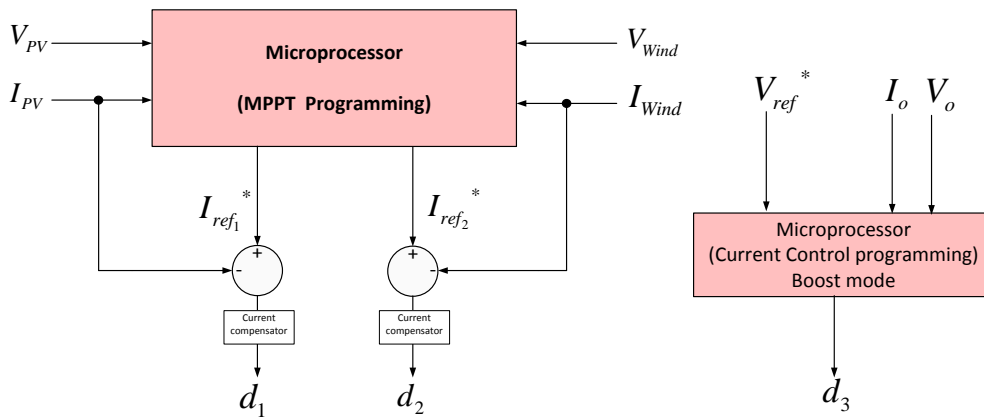 V_PV
Microprocessor
(MPPT Programming)
V_Wind
I_PV
I_Wind
V_ref*
I_o
V_o
I_ref1*
I_ref2*
Microprocessor
(Current Control programming)
Boost mode
+
-
+
-
Current compensator
Current compensator
d_1
d_2
d_3